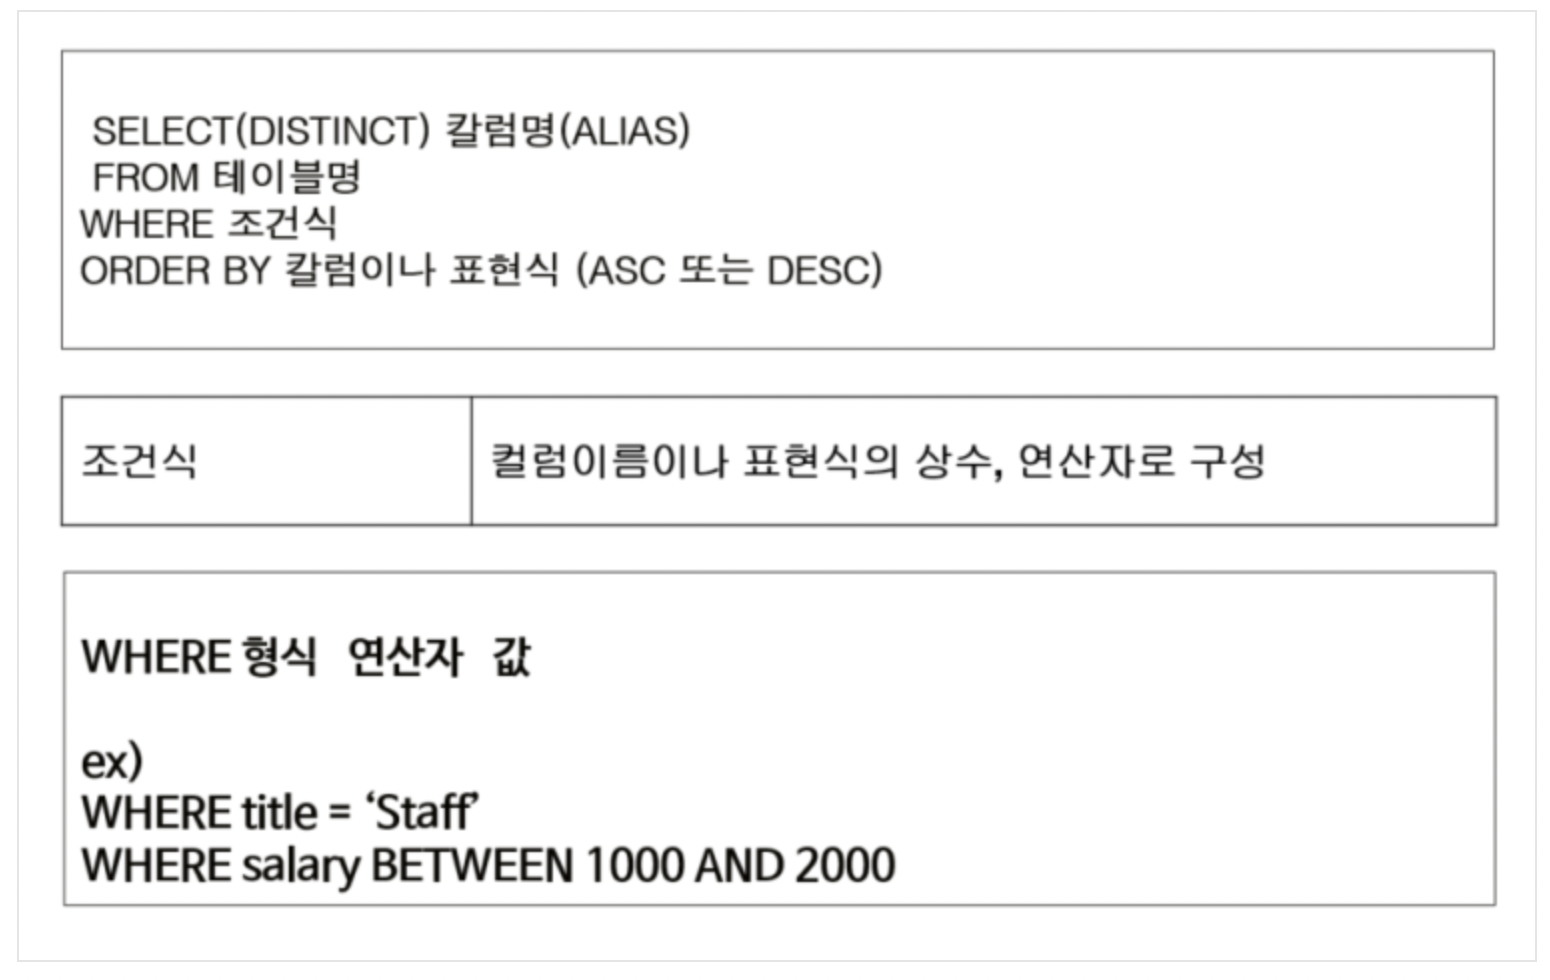 SELECT(DISTINCT) 칼럼명(ALIAS)
FROM 테이블명
WHERE 조건식
ORDER BY 칼럼이나 표현식 (ASC 또는 DESC)
조건식 컬럼이름이나 표현식의 상수, 연산자로 구성
WHERE 형식 연산자 값
ex)
WHERE title = ‘Staff’
WHERE salary BETWEEN 1000 AND 2000